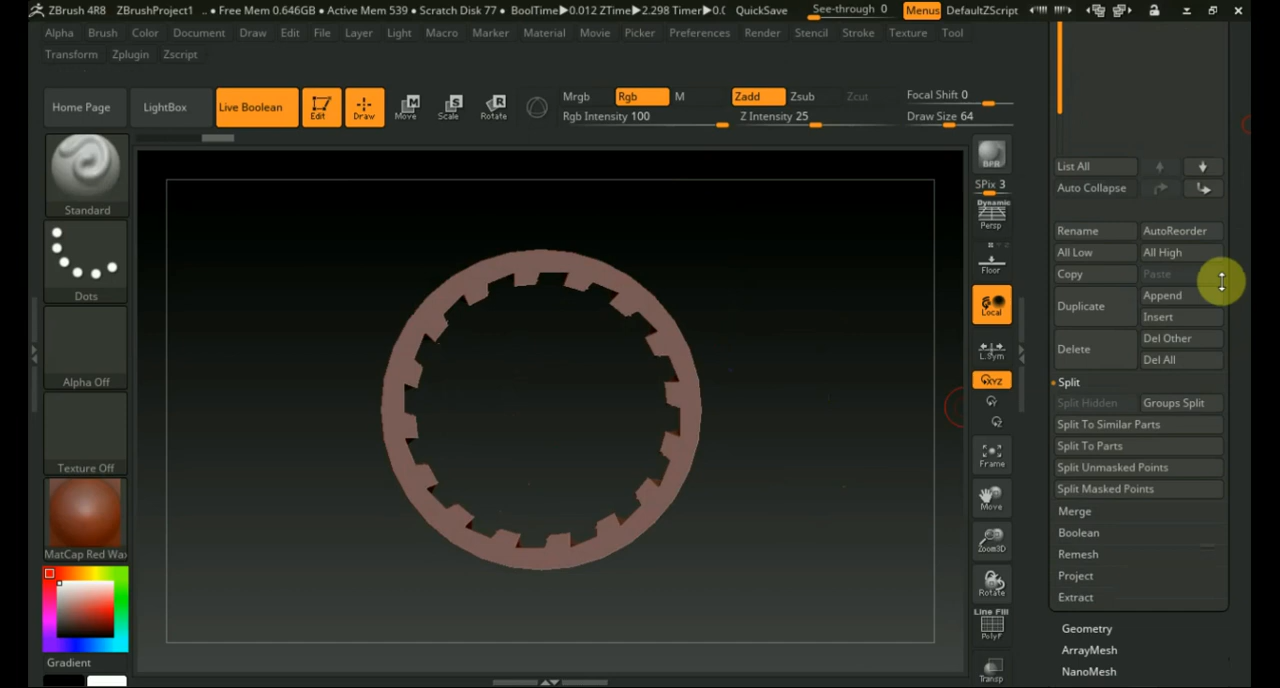 ZBrush 4R8 ZBrushProject1 .. • Free Mem 0.646GB • Active Mem 539 • Scratch Disk 77 • BoolTime▶0.012 ZTime▶2.298 Timer▶0.( QuickSave See-through 0 Menus DefaultZScript
Alpha Brush Color Document Draw Edit File Layer Light Macro Marker Material Movie Picker Preferences Render Stencil Stroke Texture Tool
Transform Zplugin Zscript
Home Page LightBox Live Boolean Edit Draw Move Scale Rotate
Mrgb Rgb M Zadd Zsub Zcut Focal Shift 0
Rgb Intensity 100 Z Intensity 25 Draw Size 64
Standard
Dots
Alpha Off
Texture Off
MatCap Red Wax
Gradient
BPR
SPix 3
Dynamic
Persp
Floor
Local
L.Sym
XYZ
Y
Z
Frame
Move
Zoom3D
Rotate
Line Fill
PolyF
Transp
List All
Auto Collapse
Rename AutoReorder
All Low All High
Copy Paste
Duplicate Append
Insert
Delete Del Other
Del All
Split
Split Hidden Groups Split
Split To Similar Parts
Split To Parts
Split Unmasked Points
Split Masked Points
Merge
Boolean
Remesh
Project
Extract
Geometry
ArrayMesh
NanoMesh